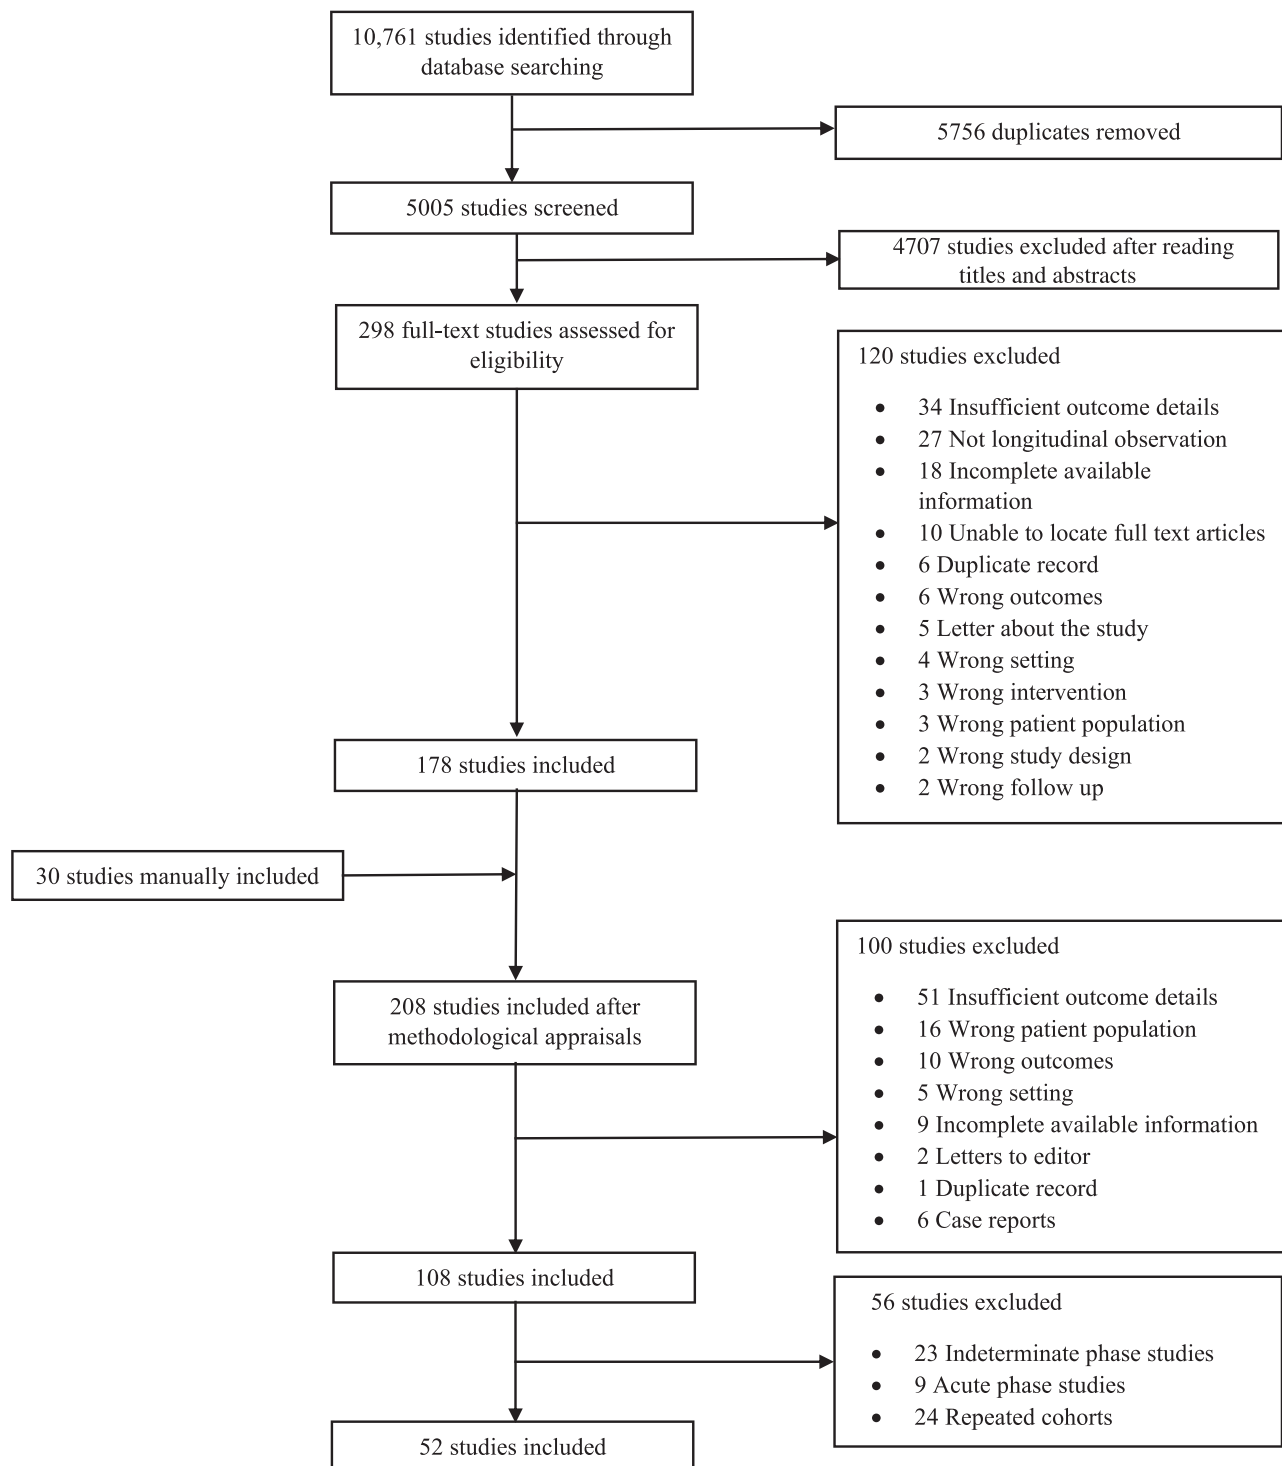 10,761 studies identified through
database searching
5756 duplicates removed
5005 studies screened
4707 studies excluded after reading
titles and abstracts
298 full-text studies assessed for
eligibility
120 studies excluded
• 34 Insufficient outcome details
• 27 Not longitudinal observation
• 18 Incomplete available
information
• 10 Unable to locate full text articles
• 6 Duplicate record
• 6 Wrong outcomes
• 5 Letter about the study
• 4 Wrong setting
• 3 Wrong intervention
• 3 Wrong patient population
• 2 Wrong study design
• 2 Wrong follow up
178 studies included
30 studies manually included
208 studies included after
methodological appraisals
100 studies excluded
• 51 Insufficient outcome details
• 16 Wrong patient population
• 10 Wrong outcomes
• 5 Wrong setting
• 9 Incomplete available information
• 2 Letters to editor
• 1 Duplicate record
• 6 Case reports
108 studies included
56 studies excluded
• 23 Indeterminate phase studies
• 9 Acute phase studies
• 24 Repeated cohorts
52 studies included